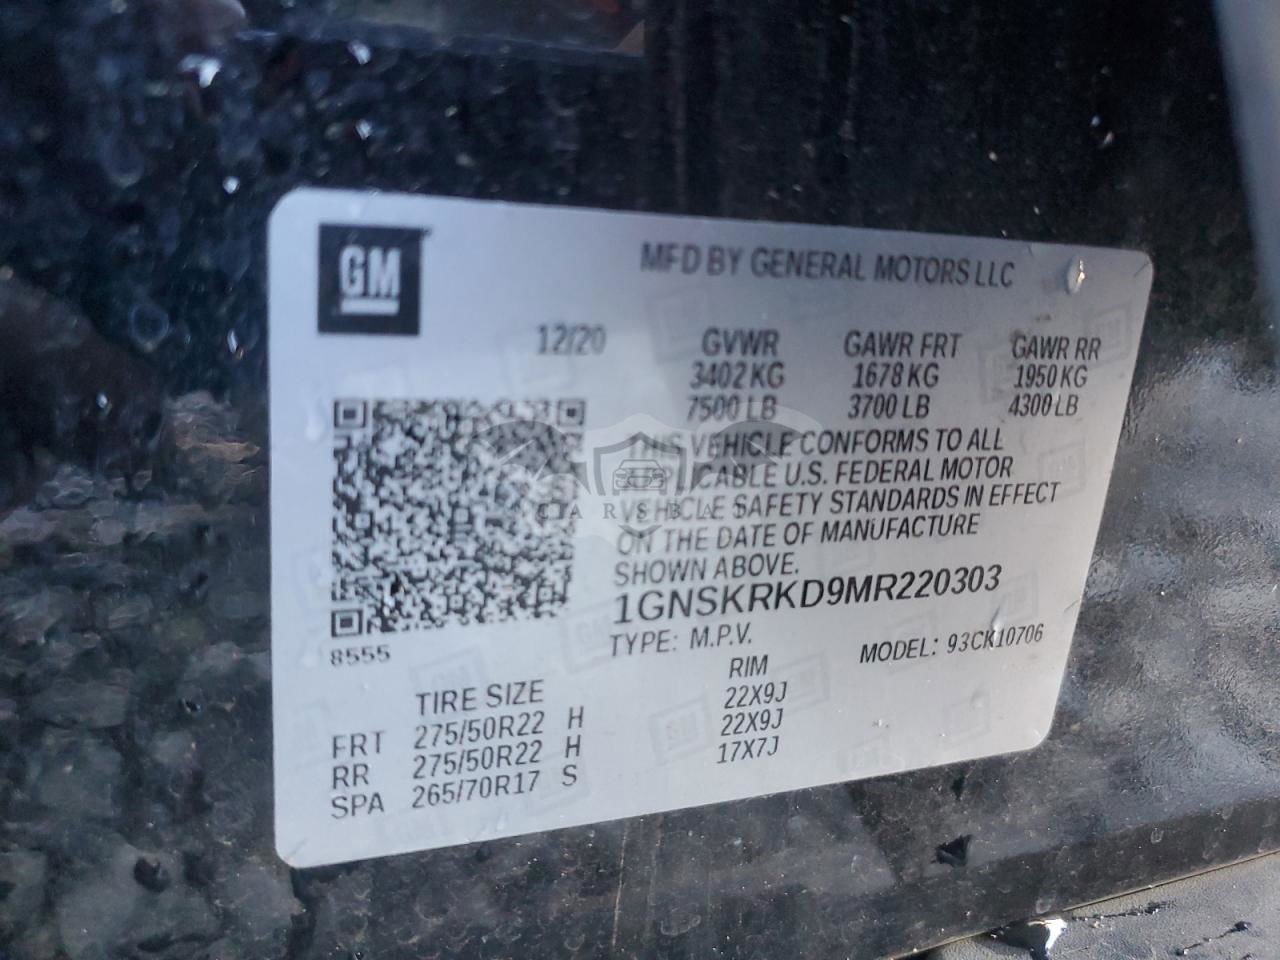 GM
MFD BY GENERAL MOTORS LLC
12/20
GVWR GAWR FRT GAWR RR
3402 KG 1678 KG 1950 KG
7500 LB 3700 LB 4300 LB
THIS VEHICLE CONFORMS TO ALL
U.S. FEDERAL MOTOR
VEHICLE SAFETY STANDARDS IN EFFECT
ON THE DATE OF MANUFACTURE
SHOWN ABOVE.
1GNSKRKD9MR220303
TYPE: M.P.V. MODEL: 93CK10706
8555
TIRE SIZE RIM
FRT 275/50R22 H 22X9J
RR 275/50R22 H 22X9J
SPA 265/70R17 S 17X7J